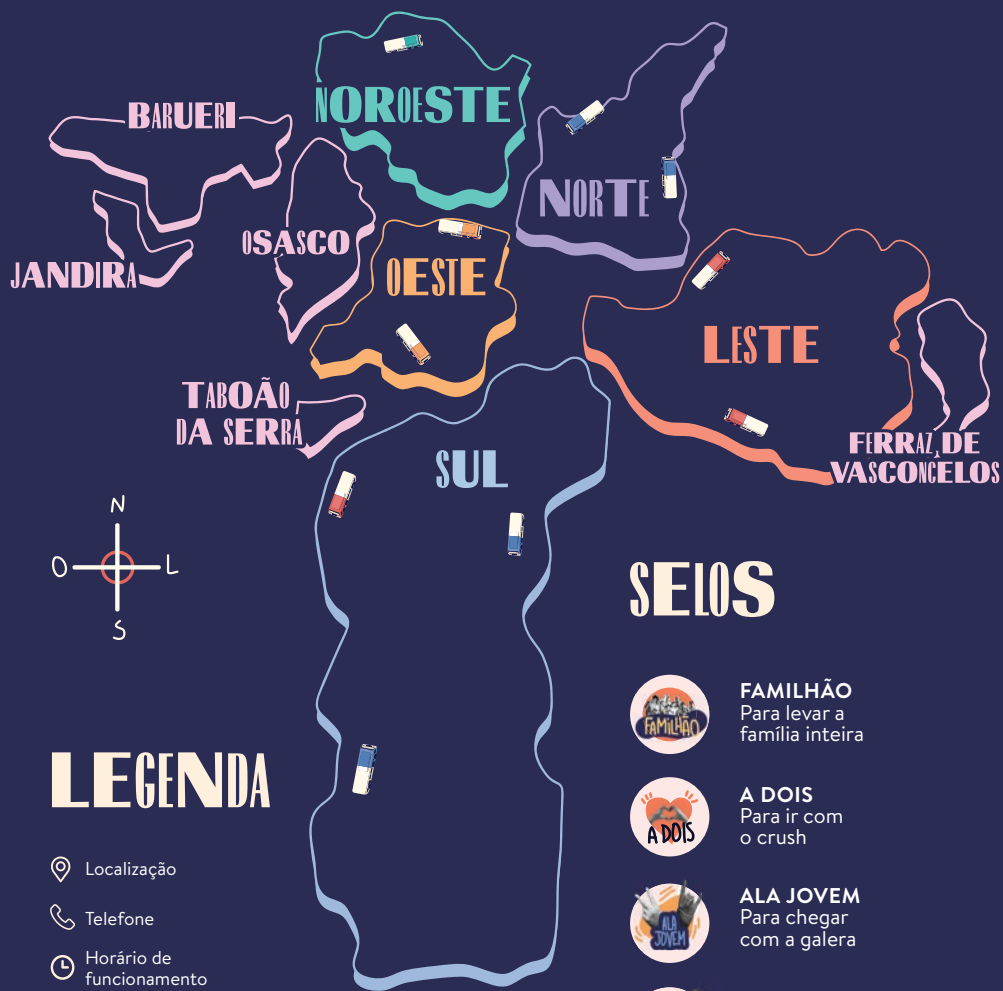 NOROESTE
BARUERI
NORTE
OSASCO
JANDIRA
OESTE
LESTE
TABOÃO
DA SERRA
FERRAZ DE
VASCONCELOS
SUL
N
O
L
S
SELOS
FAMILHÃO
FAMILHÃO
Para levar a
família inteira
A DOIS
A DOIS
Para ir com
o crush
ALA
JOVEM
ALA JOVEM
Para chegar
com a galera
LEGENDA
Localização
Telefone
Horário de
funcionamento